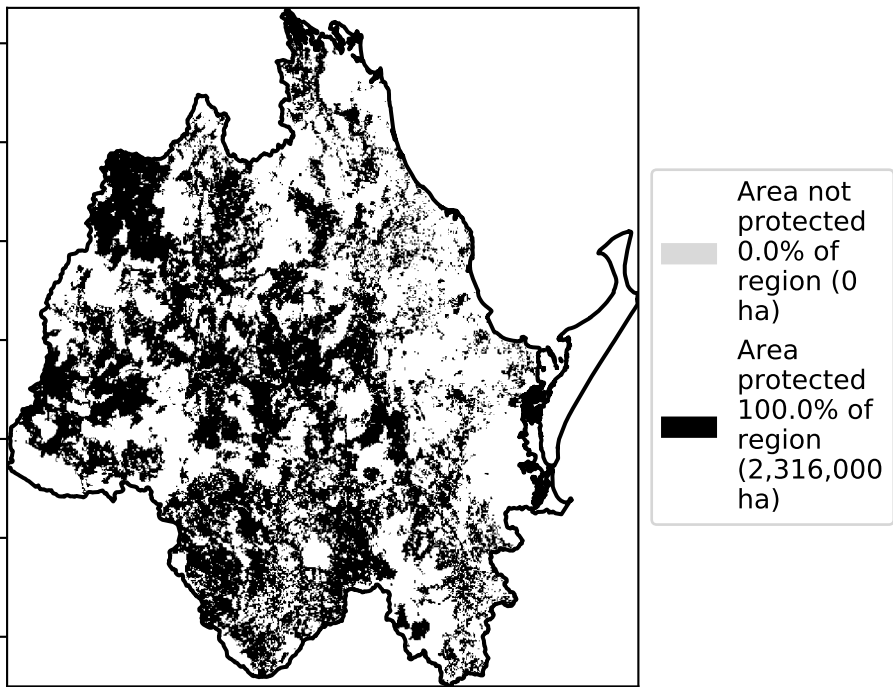 Area not
protected
0.0% of
region (0
ha)
Area
protected
100.0% of
region
(2,316,000
ha)